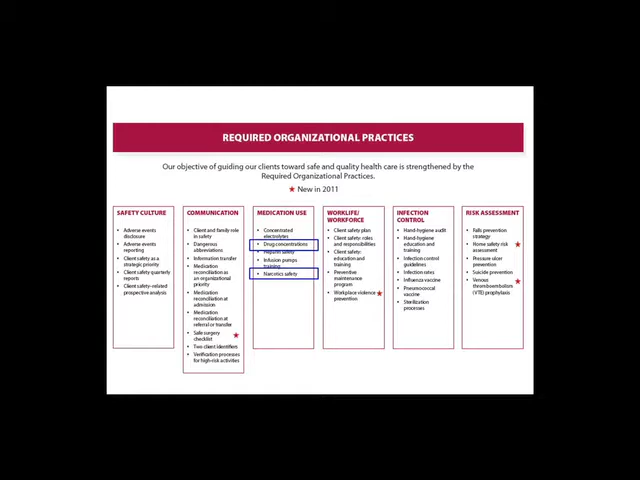 REQUIRED ORGANIZATIONAL PRACTICES
Our objective of guiding our clients toward safe and quality health care is strengthened by the
Required Organizational Practices.
★ New in 2011
SAFETY CULTURE
• Adverse events
disclosure
• Adverse events
reporting
• Client safety as a
strategic priority
• Client safety quarterly
reports
• Client safety-related
prospective analysis
COMMUNICATION
• Client and family role
in safety
• Dangerous
abbreviations
• Information transfer
• Medication
reconciliation as
an organizational
priority
• Medication
reconciliation at
admission
• Medication
reconciliation at
referral or transfer
• Safe surgery
checklist ★
• Two client identifiers
• Verification processes
for high-risk activities
MEDICATION USE
• Concentrated
electrolytes
• Drug concentrations
• Heparin safety
• Infusion pumps
training
• Narcotics safety
WORKLIFE/
WORKFORCE
• Client safety plan
• Client safety: roles
and responsibilities
• Client safety:
education and
training
• Preventive
maintenance
program
• Workplace violence ★
prevention
INFECTION
CONTROL
• Hand-hygiene audit
• Hand-hygiene
education and
training
• Infection control
guidelines
• Infection rates
• Influenza vaccine
• Pneumococcal
vaccine
• Sterilization
processes
RISK ASSESSMENT
• Falls prevention
strategy
• Home safety risk ★
assessment
• Pressure ulcer
prevention
• Suicide prevention
• Venous ★
thromboembolism
(VTE) prophylaxis